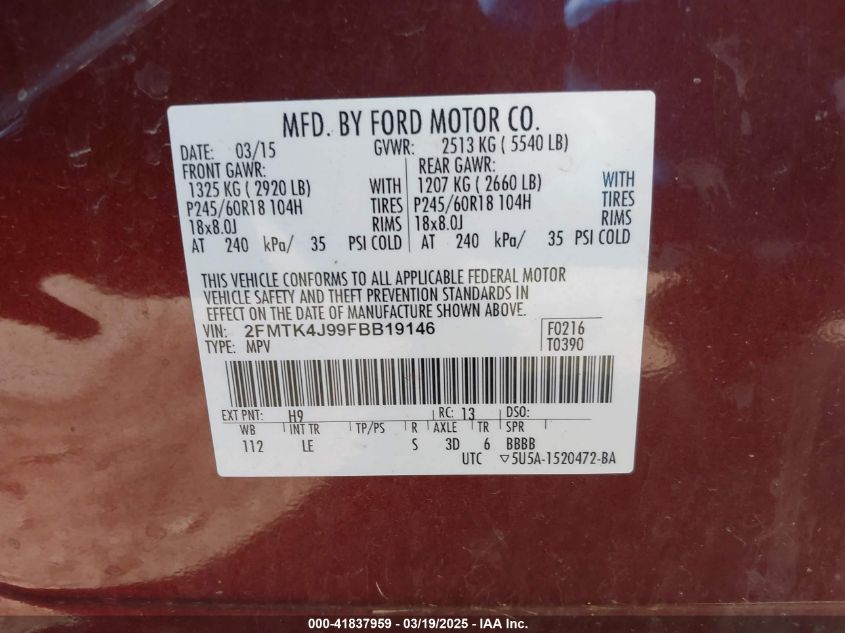 MFD. BY FORD MOTOR CO.
DATE: 03/15 GVWR: 2513 KG ( 5540 LB)
FRONT GAWR: REAR GAWR:
1325 KG ( 2920 LB) WITH 1207 KG ( 2660 LB) WITH
P245/60R18 104H TIRES P245/60R18 104H TIRES
18x8.0J RIMS 18x8.0J RIMS
AT 240 kPa/ 35 PSI COLD AT 240 kPa/ 35 PSI COLD
THIS VEHICLE CONFORMS TO ALL APPLICABLE FEDERAL MOTOR
VEHICLE SAFETY AND THEFT PREVENTION STANDARDS IN
EFFECT ON THE DATE OF MANUFACTURE SHOWN ABOVE.
VIN: 2FMTK4J99FBB19146 F0216
TYPE: MPV T0390
EXT PNT: H9 RC: 13 DSO:
WB INT TR TP/PS R AXLE TR SPR
112 LE S 3D 6 BBBB
UTC ▽5U5A-1520472-BA
000-41837959 - 03/19/2025 - IAAI Inc.